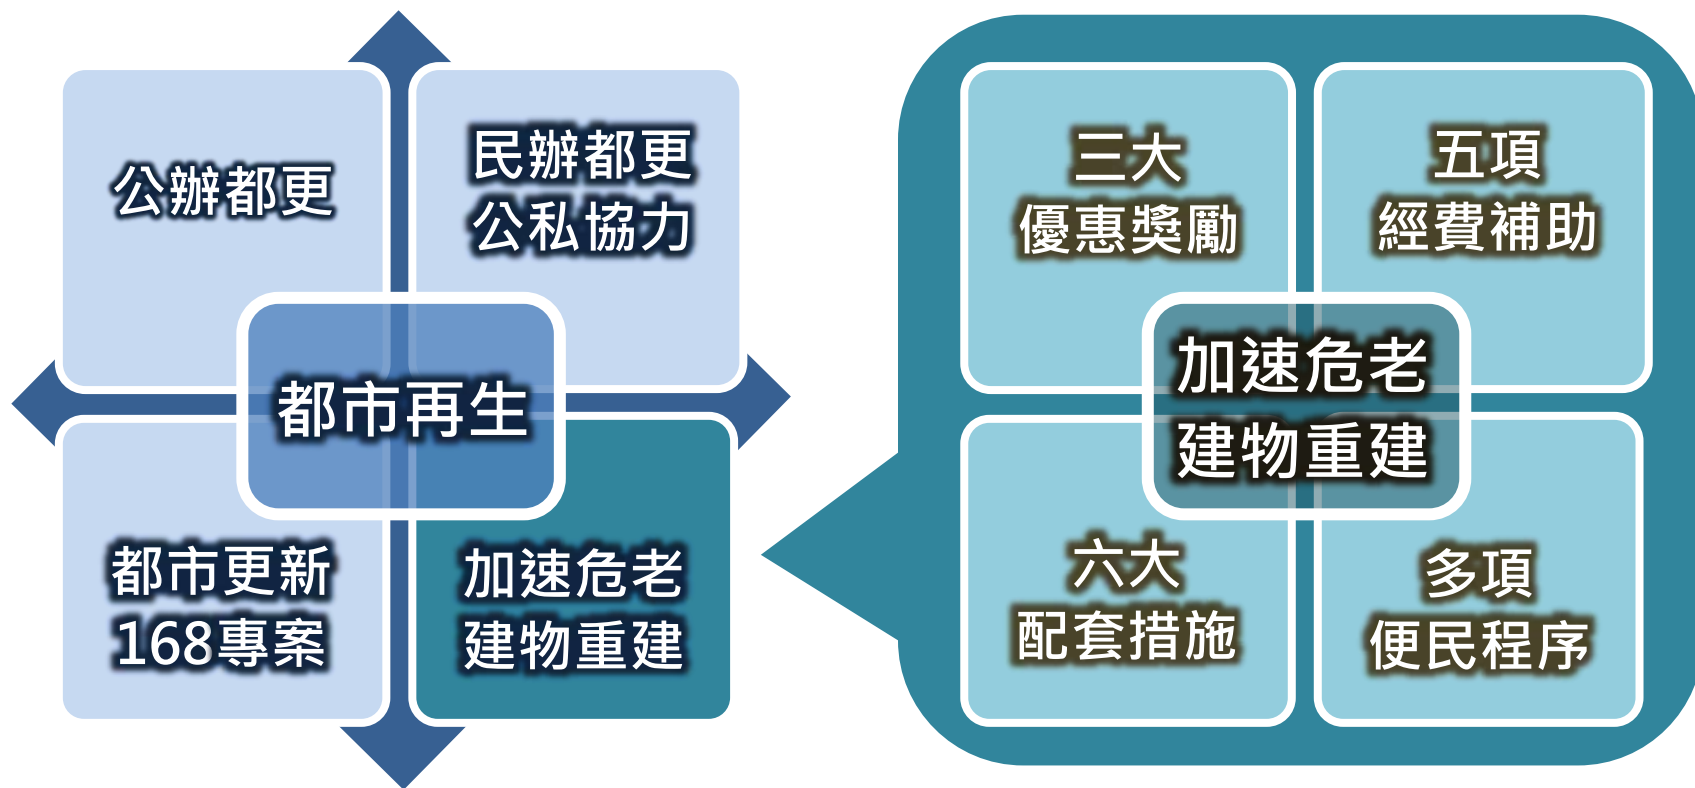 公辦都更
民辦都更
公私協力
都市再生
都市更新
168專案
加速危老
建物重建
三大
優惠獎勵
五項
經費補助
加速危老
建物重建
六大
配套措施
多項
便民程序